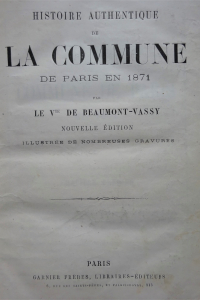 HISTOIRE AUTHENTIQUE
DE
LA COMMUNE
DE PARIS EN 1871
PAR
LE Vte DE BEAUMONT-VASSY
NOUVELLE ÉDITION
ILLUSTRÉE DE NOMBREUSES GRAVURES
PARIS
GARNIER FRÈRES, LIBRAIRES-ÉDITEURS